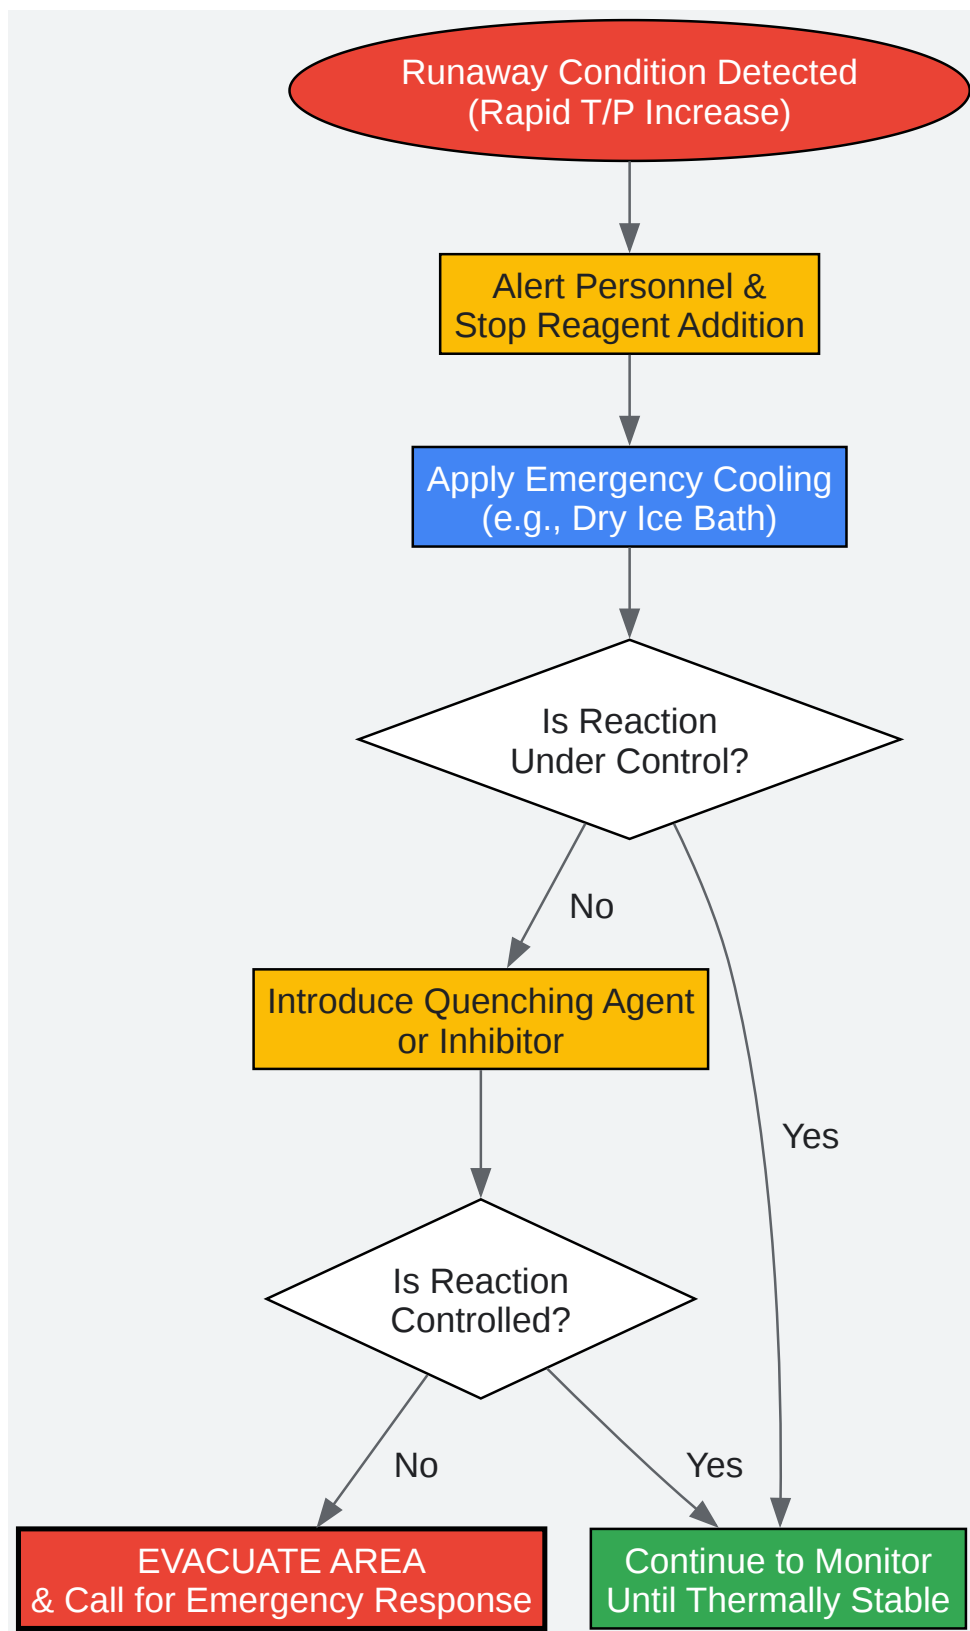 Runaway Condition Detected
(Rapid T/P Increase)
Alert Personnel &
Stop Reagent Addition
Apply Emergency Cooling
(e.g., Dry Ice Bath)
Is Reaction
Under Control?
No
Introduce Quenching Agent
or Inhibitor
Yes
Is Reaction
Controlled?
No
Yes
EVACUATE AREA
& Call for Emergency Response
Continue to Monitor
Until Thermally Stable